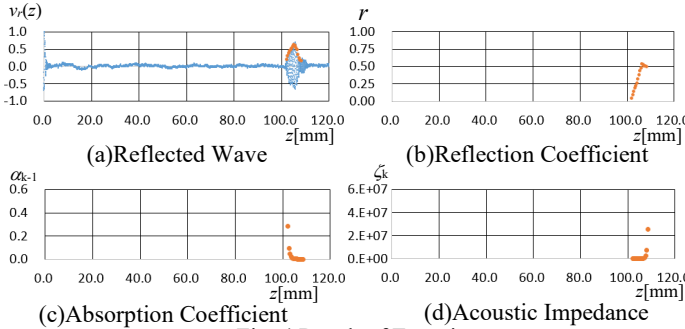 vr(z)
1.0
0.5
0.0
-0.5
-1.0
0.0 20.0 40.0 60.0 80.0 100.0 120.0
z[mm]
(a)Reflected Wave
r
1.00
0.75
0.50
0.25
0.00
0.0 20.0 40.0 60.0 80.0 100.0 120.0
z[mm]
(b)Reflection Coefficient
αk-1
0.6
0.4
0.2
0.0
0.0 20.0 40.0 60.0 80.0 100.0 120.0
z[mm]
(c)Absorption Coefficient
ζk
6.E+07
4.E+07
2.E+07
0.E+00
0.0 20.0 40.0 60.0 80.0 100.0 120.0
z[mm]
(d)Acoustic Impedance